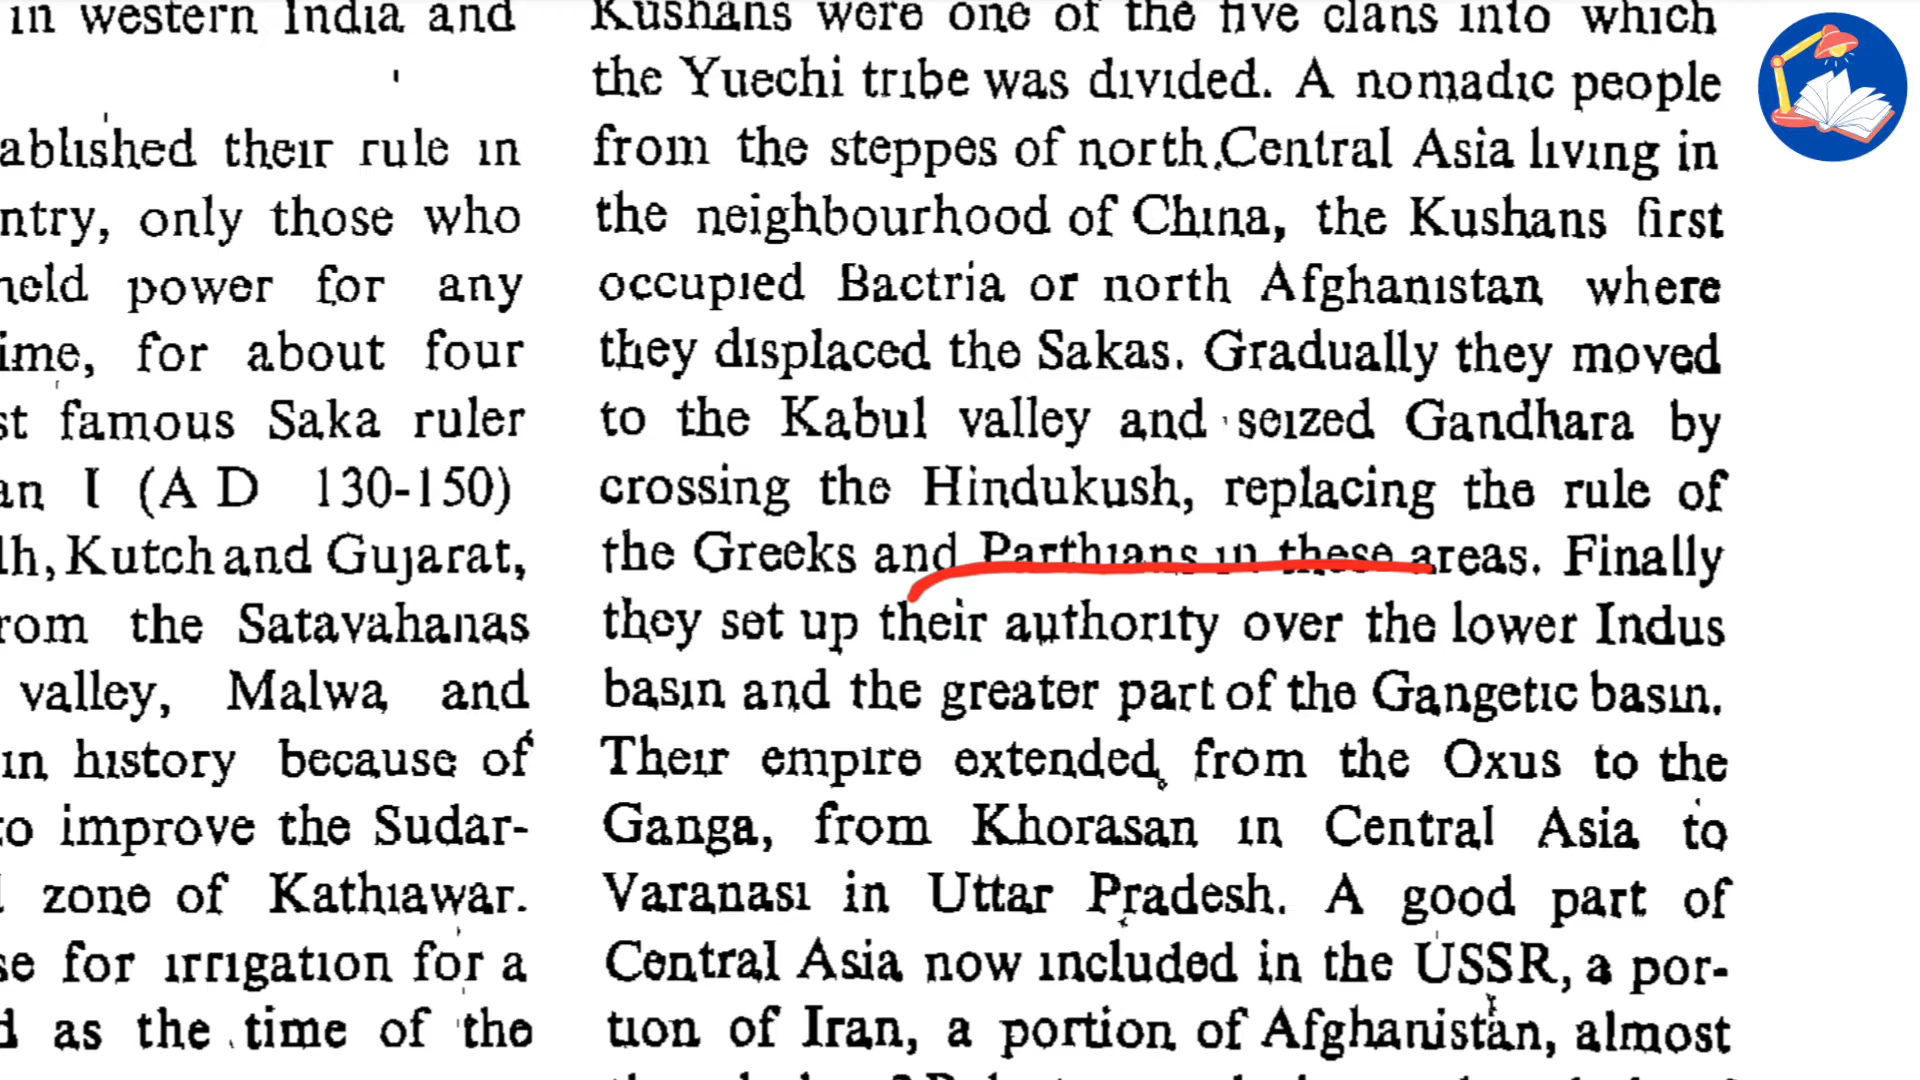 in western India and
ablished their rule in
ntry, only those who
held power for any
ime, for about four
st famous Saka ruler
an I (A D 130-150)
lh, Kutch and Gujarat,
rom the Satavahanas
valley, Malwa and
in history because of
to improve the Sudar-
zone of Kathiawar.
se for irrigation for a
d as the time of the
Kushans were one of the five clans into which
the Yuechi tribe was divided. A nomadic people
from the steppes of north Central Asia living in
the neighbourhood of China, the Kushans first
occupied Bactria or north Afghanistan where
they displaced the Sakas. Gradually they moved
to the Kabul valley and seized Gandhara by
crossing the Hindukush, replacing the rule of
the Greeks and Parthians in these areas. Finally
they set up their authority over the lower Indus
basin and the greater part of the Gangetic basin.
Their empire extended from the Oxus to the
Ganga, from Khorasan in Central Asia to
Varanasi in Uttar Pradesh. A good part of
Central Asia now included in the USSR, a por-
tion of Iran, a portion of Afghanistan, almost